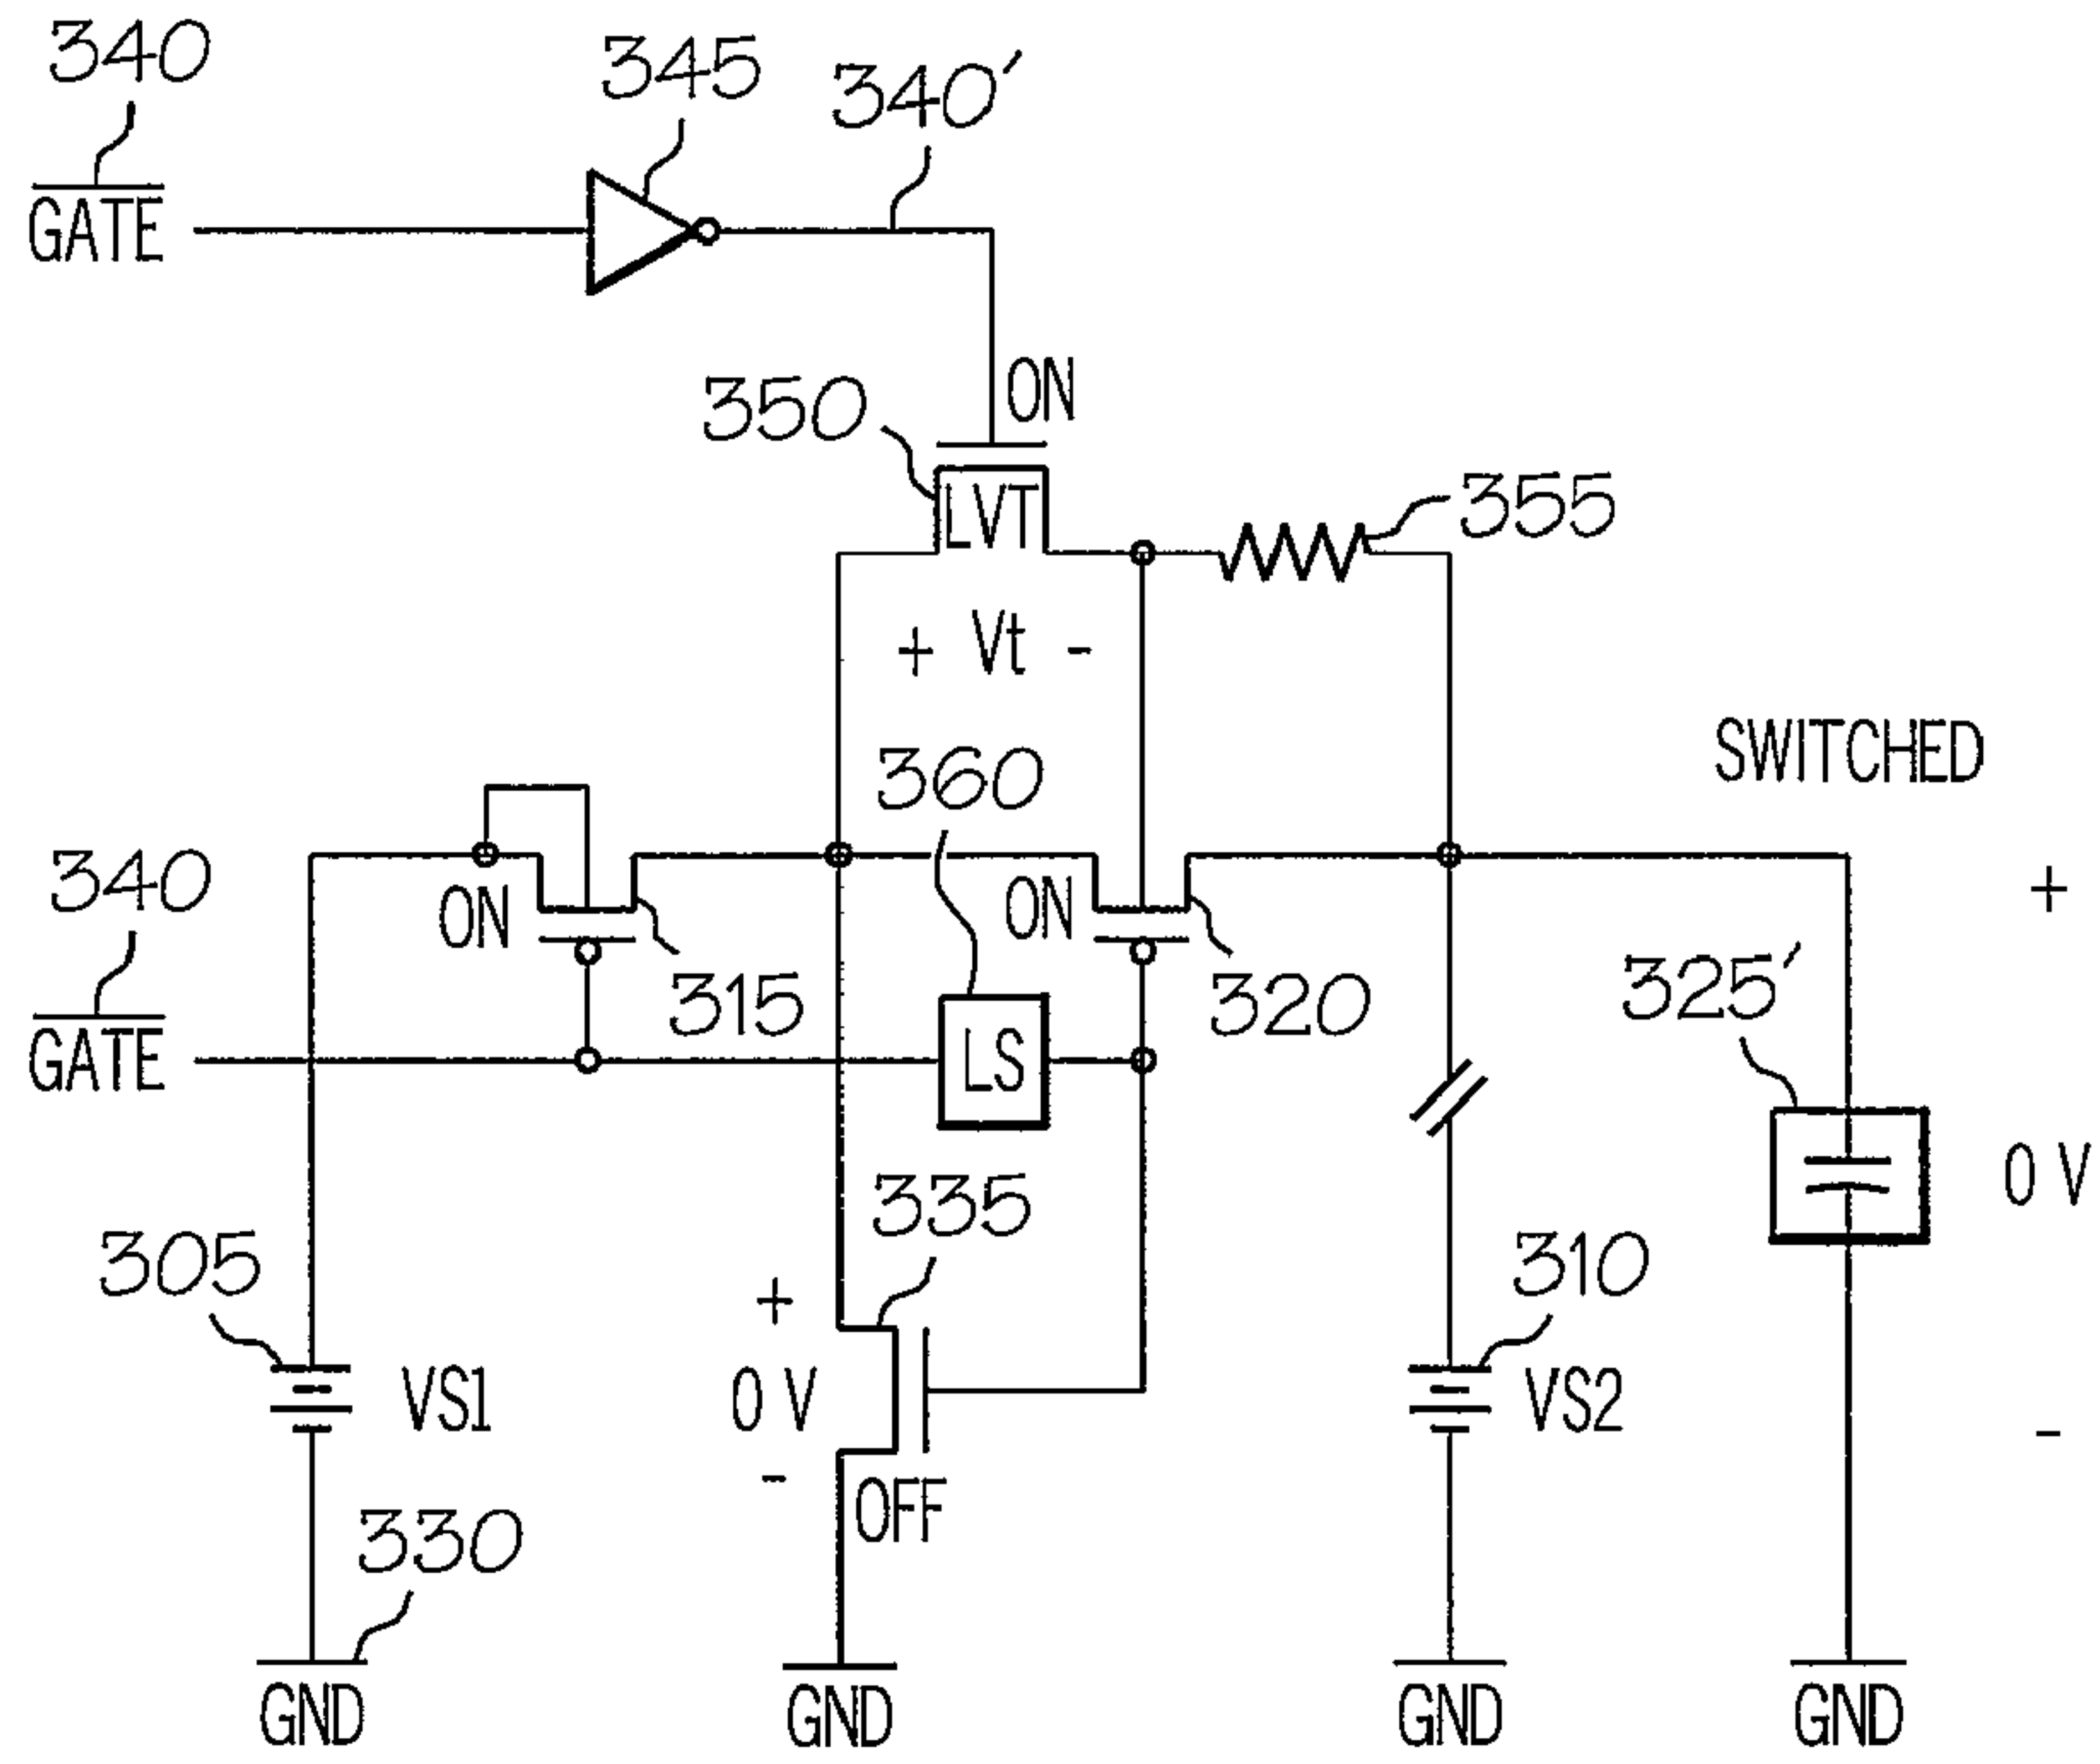 340
345
340'
GATE
ON
350
LVT
355
+ Vt -
360
SWITCHED
340
ON
ON
+
315
320
325'
GATE
LS
335
0 V
305
310
+
VS1
0 V
VS2
-
-
OFF
330
GND
GND
GND
GND